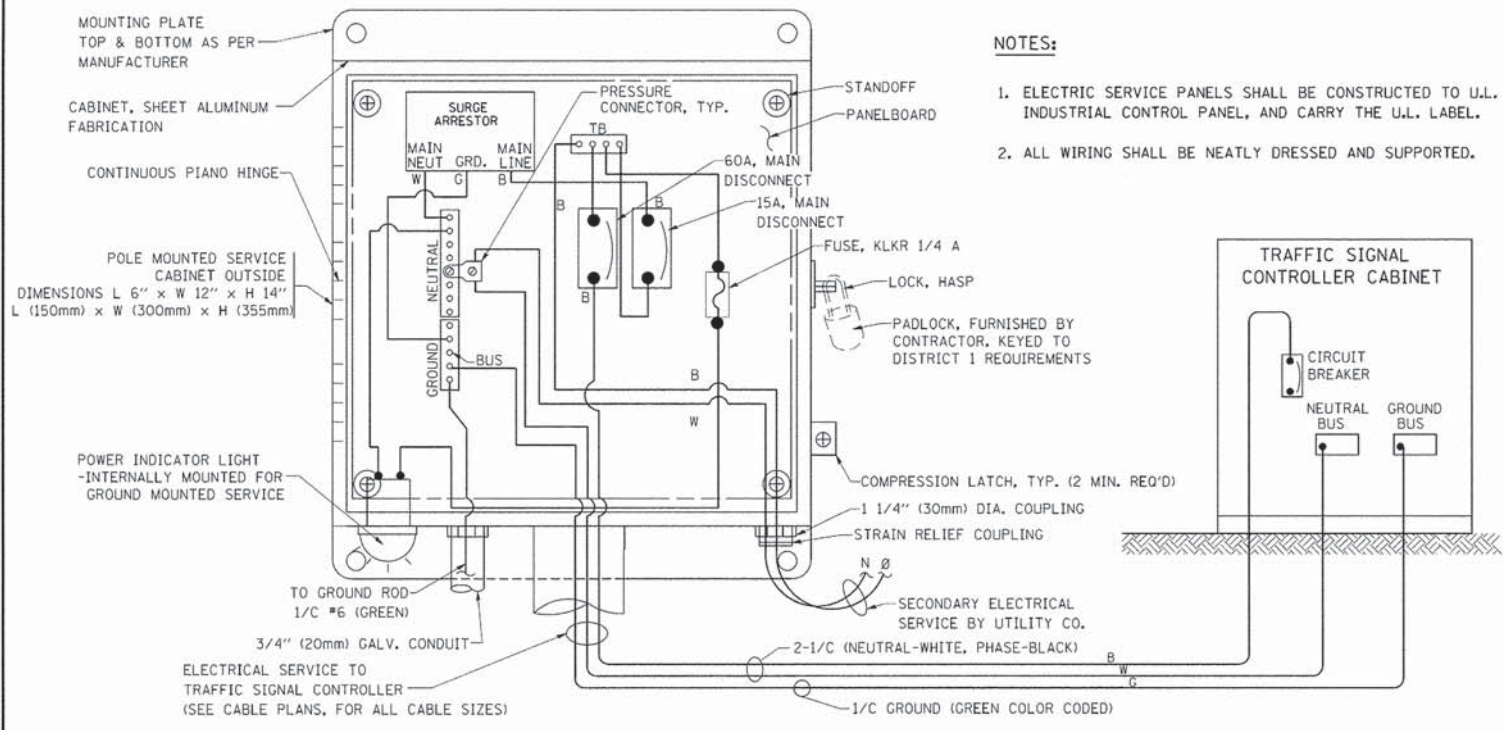 MOUNTING PLATE
TOP & BOTTOM AS PER
MANUFACTURER
CABINET, SHEET ALUMINUM
FABRICATION
CONTINUOUS PIANO HINGE
POLE MOUNTED SERVICE
CABINET OUTSIDE
DIMENSIONS L 6" x W 12" x H 14"
L (150mm) x W (300mm) x H (355mm)
POWER INDICATOR LIGHT
-INTERNALLY MOUNTED FOR
GROUND MOUNTED SERVICE
SURGE
ARRESTOR
MAIN
NEUT
GRD.
MAIN
LINE
W
G
B
PRESSURE
CONNECTOR, TYP.
TB
STANDOFF
PANELBOARD
60A, MAIN
DISCONNECT
15A, MAIN
DISCONNECT
FUSE, KLKR 1/4 A
B
B
B
NEUTRAL
GROUND
BUS
B
W
LOCK, HASP
PADLOCK, FURNISHED BY
CONTRACTOR. KEYED TO
DISTRICT 1 REQUIREMENTS
COMPRESSION LATCH, TYP. (2 MIN. REQ'D)
1 1/4" (30mm) DIA. COUPLING
STRAIN RELIEF COUPLING
N Ø
SECONDARY ELECTRICAL
SERVICE BY UTILITY CO.
TO GROUND ROD
1/C #6 (GREEN)
3/4" (20mm) GALV. CONDUIT
ELECTRICAL SERVICE TO
TRAFFIC SIGNAL CONTROLLER
(SEE CABLE PLANS, FOR ALL CABLE SIZES)
2-1/C (NEUTRAL-WHITE, PHASE-BLACK)
B
W
G
1/C GROUND (GREEN COLOR CODED)
NOTES:
1. ELECTRIC SERVICE PANELS SHALL BE CONSTRUCTED TO U.L.
INDUSTRIAL CONTROL PANEL, AND CARRY THE U.L. LABEL.
2. ALL WIRING SHALL BE NEATLY DRESSED AND SUPPORTED.
TRAFFIC SIGNAL
CONTROLLER CABINET
CIRCUIT
BREAKER
NEUTRAL
BUS
GROUND
BUS